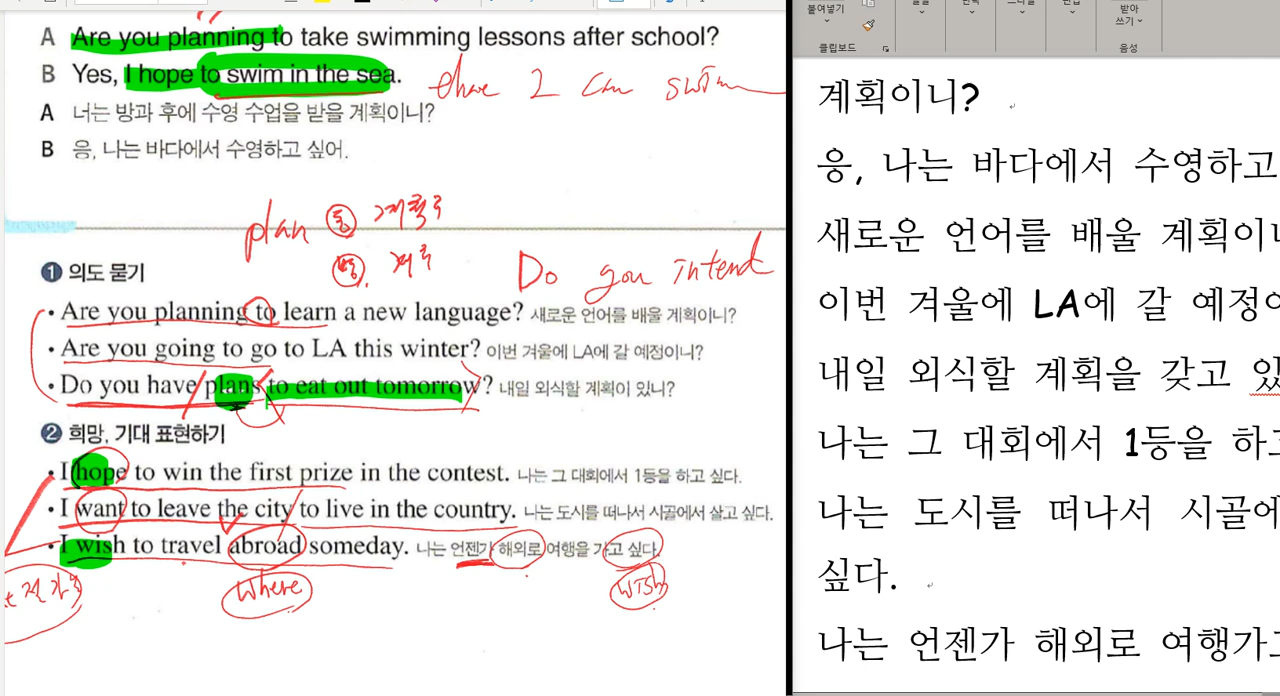 붙여넣기
받아
쓰기
클립보드
음성
A Are you planning to take swimming lessons after school?
B Yes, I hope to swim in the sea. I can swim
A 너는 방과 후에 수영 수업을 받을 계획이니?
B 응, 나는 바다에서 수영하고 싶어.
plan 동
명
Do you intend
1 의도 묻기
• Are you planning to learn a new language? 새로운 언어를 배울 계획이니?
• Are you going to go to LA this winter? 이번 겨울에 LA에 갈 예정이니?
• Do you have plans to eat out tomorrow? 내일 외식할 계획이 있니?
2 희망, 기대 표현하기
• I hope to win the first prize in the contest. 나는 그 대회에서 1등을 하고 싶다.
• I want to leave the city to live in the country. 나는 도시를 떠나서 시골에서 살고 싶다.
• I wish to travel abroad someday. 나는 언젠가 해외로 여행을 가고 싶다.
where
wish
계획이니?
응, 나는 바다에서 수영하고
새로운 언어를 배울 계획이니
이번 겨울에 LA에 갈 예정이
내일 외식할 계획을 갖고 있
나는 그 대회에서 1등을 하고
나는 도시를 떠나서 시골에
싶다.
나는 언젠가 해외로 여행가고